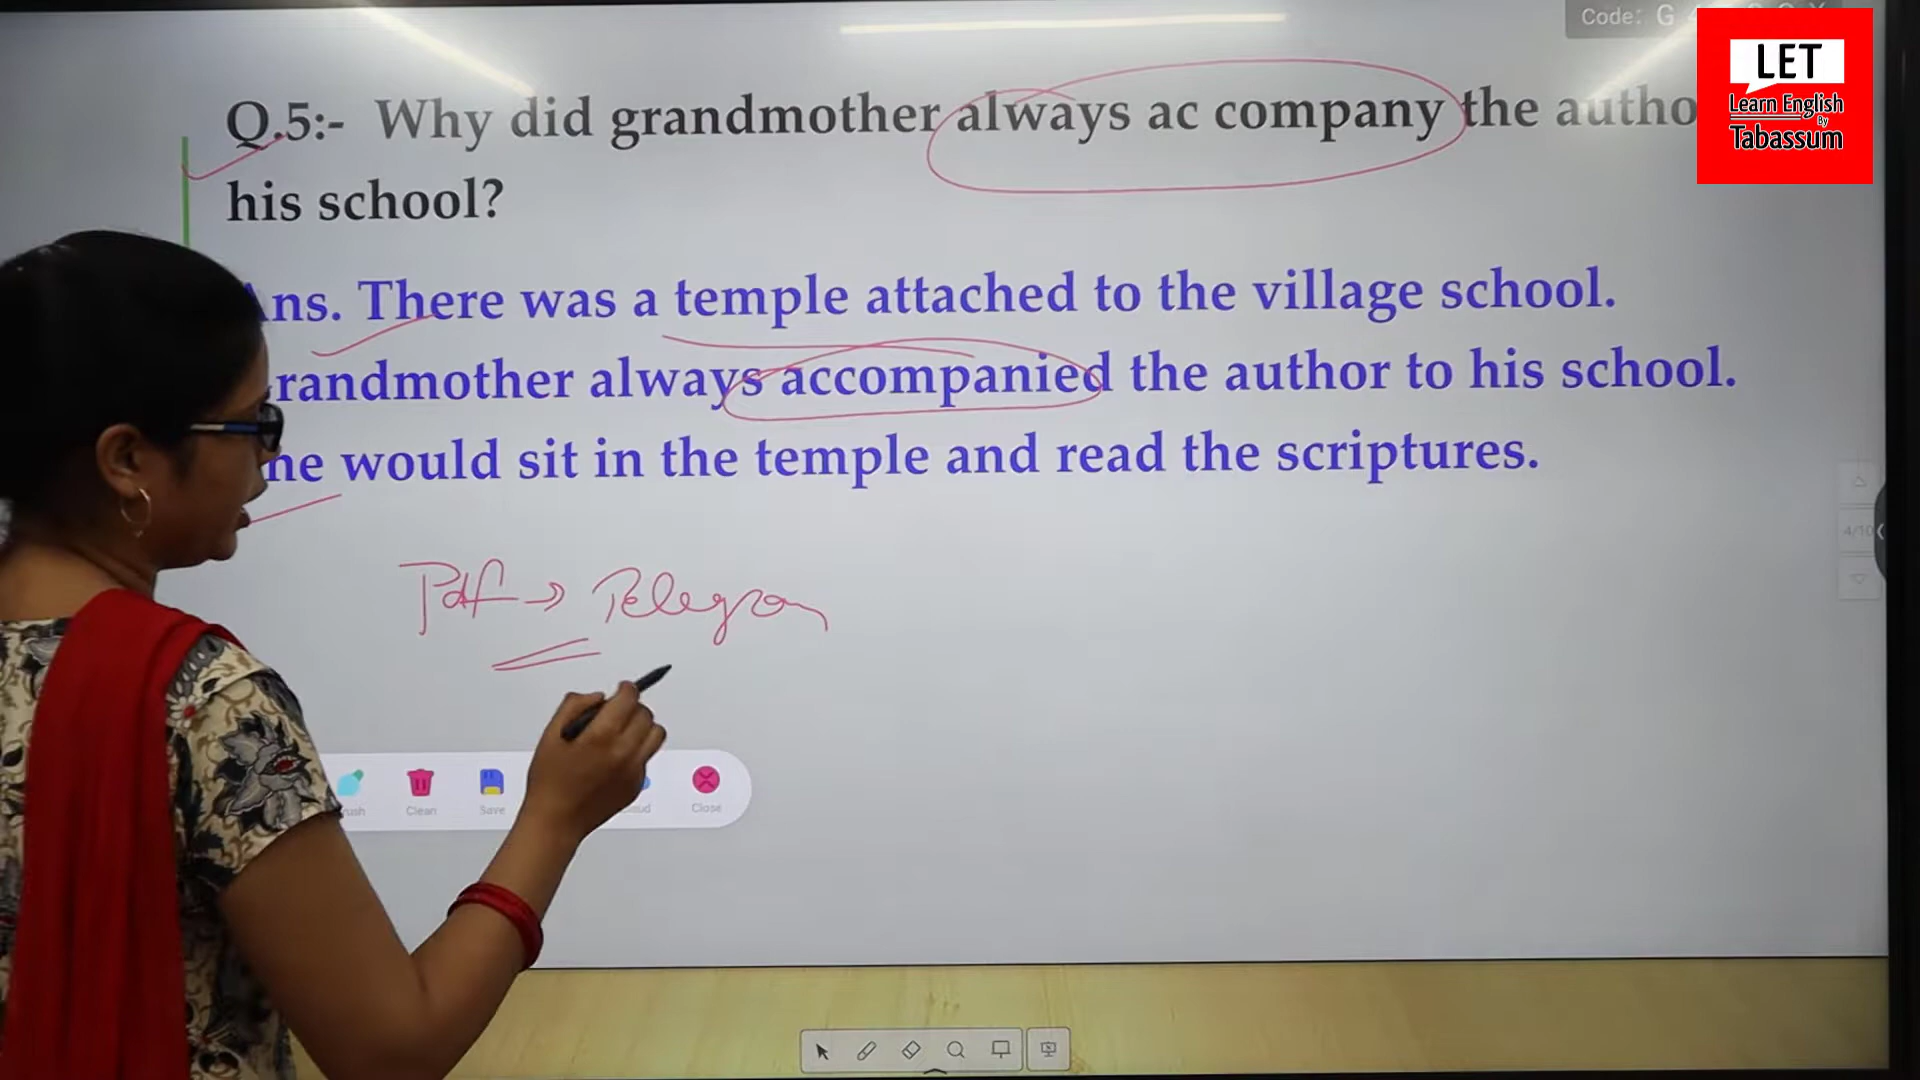 Code: G
LET
Learn English
By
Tabassum
Q.5:- Why did grandmother always ac company the autho
his school?
ns. There was a temple attached to the village school.
randmother always accompanied the author to his school.
he would sit in the temple and read the scriptures.
Pdf → Telegram
4/10
Clean
Save
Close